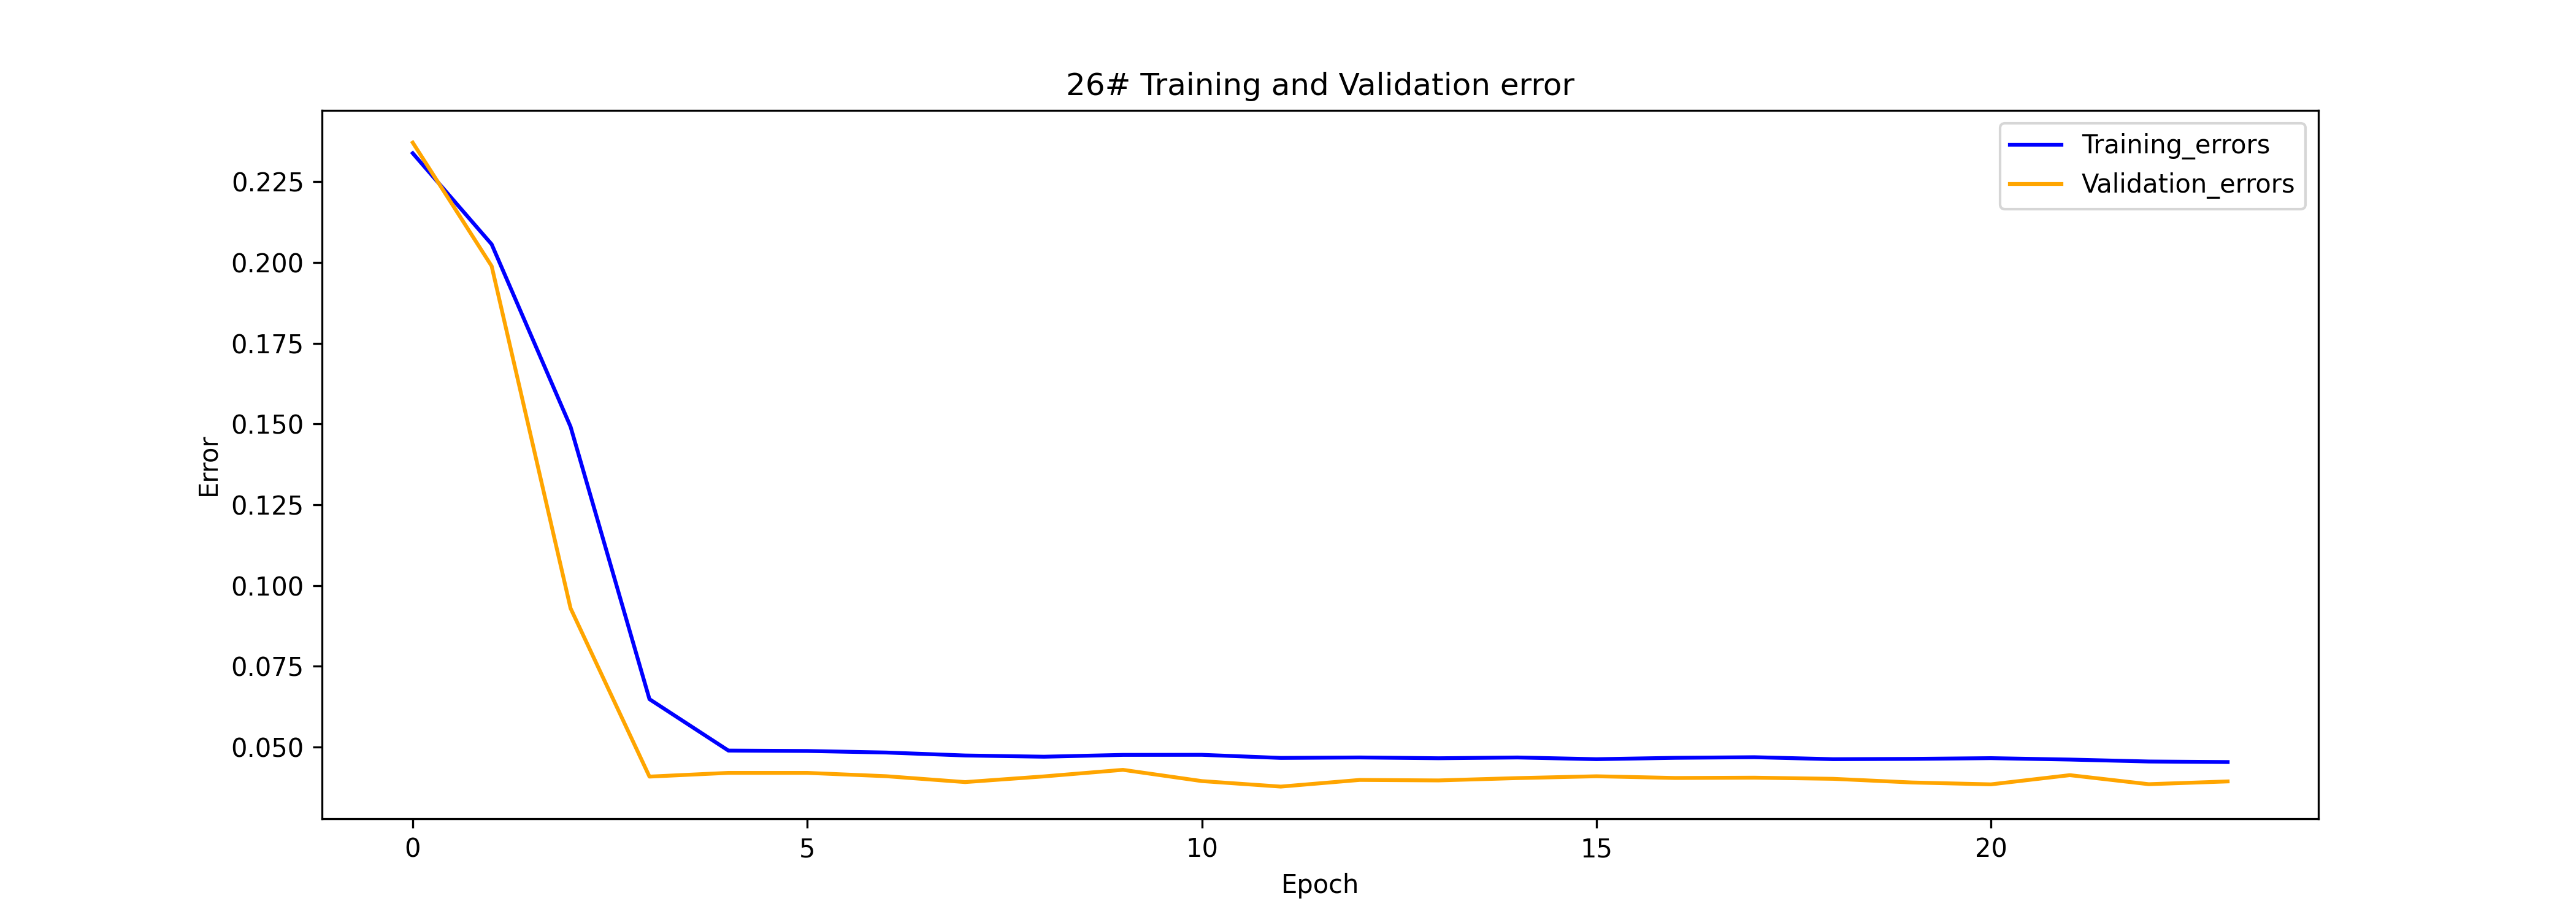 26# Training and Validation error
Training_errors
Validation_errors
Error
0.225
0.200
0.175
0.150
0.125
0.100
0.075
0.050
0 5 10 15 20
Epoch